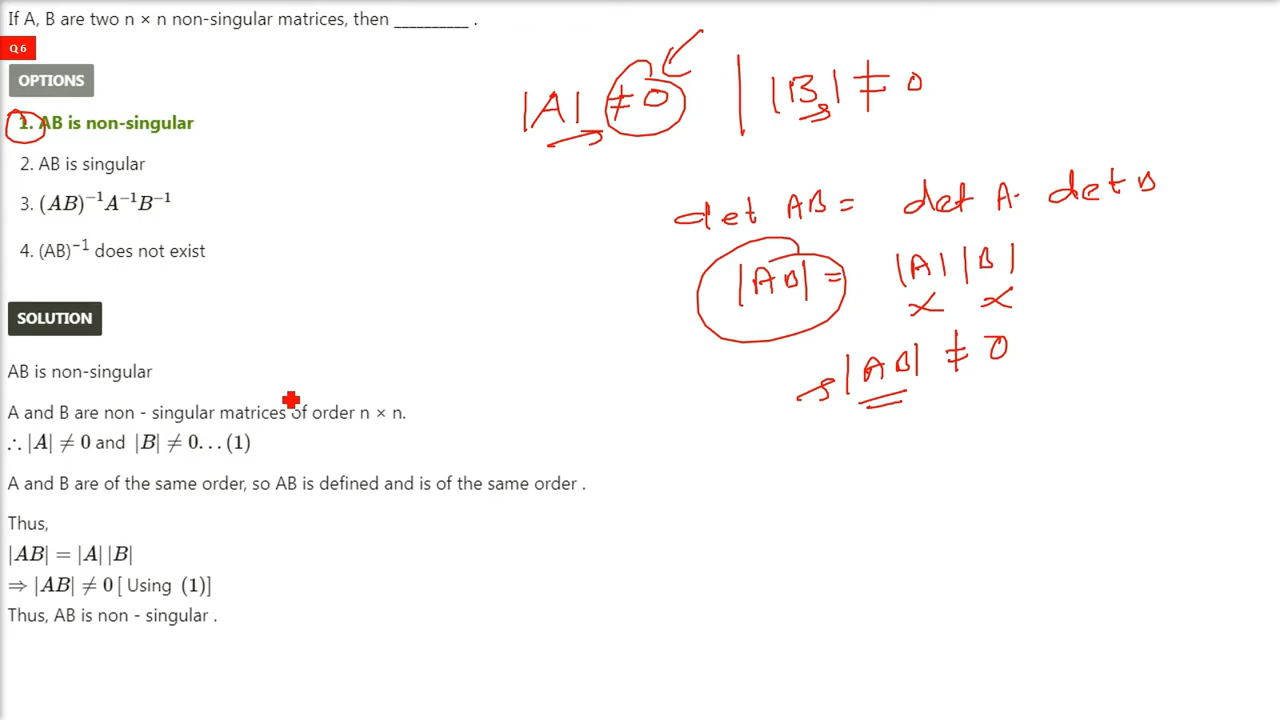 If A, B are two n × n non-singular matrices, then __________ .
Q 6
OPTIONS
1. AB is non-singular
2. AB is singular
3. (AB)⁻¹A⁻¹B⁻¹
4. (AB)⁻¹ does not exist
SOLUTION
AB is non-singular
A and B are non - singular matrices of order n × n.
∴ |A| ≠ 0 and |B| ≠ 0…(1)
A and B are of the same order, so AB is defined and is of the same order .
Thus,
|AB| = |A| |B|
⇒ |AB| ≠ 0 [ Using (1)]
Thus, AB is non - singular .
|A| ≠ 0 | |B| ≠ 0
det AB = det A. det B
|AB| = |A| |B|
|AB| ≠ 0